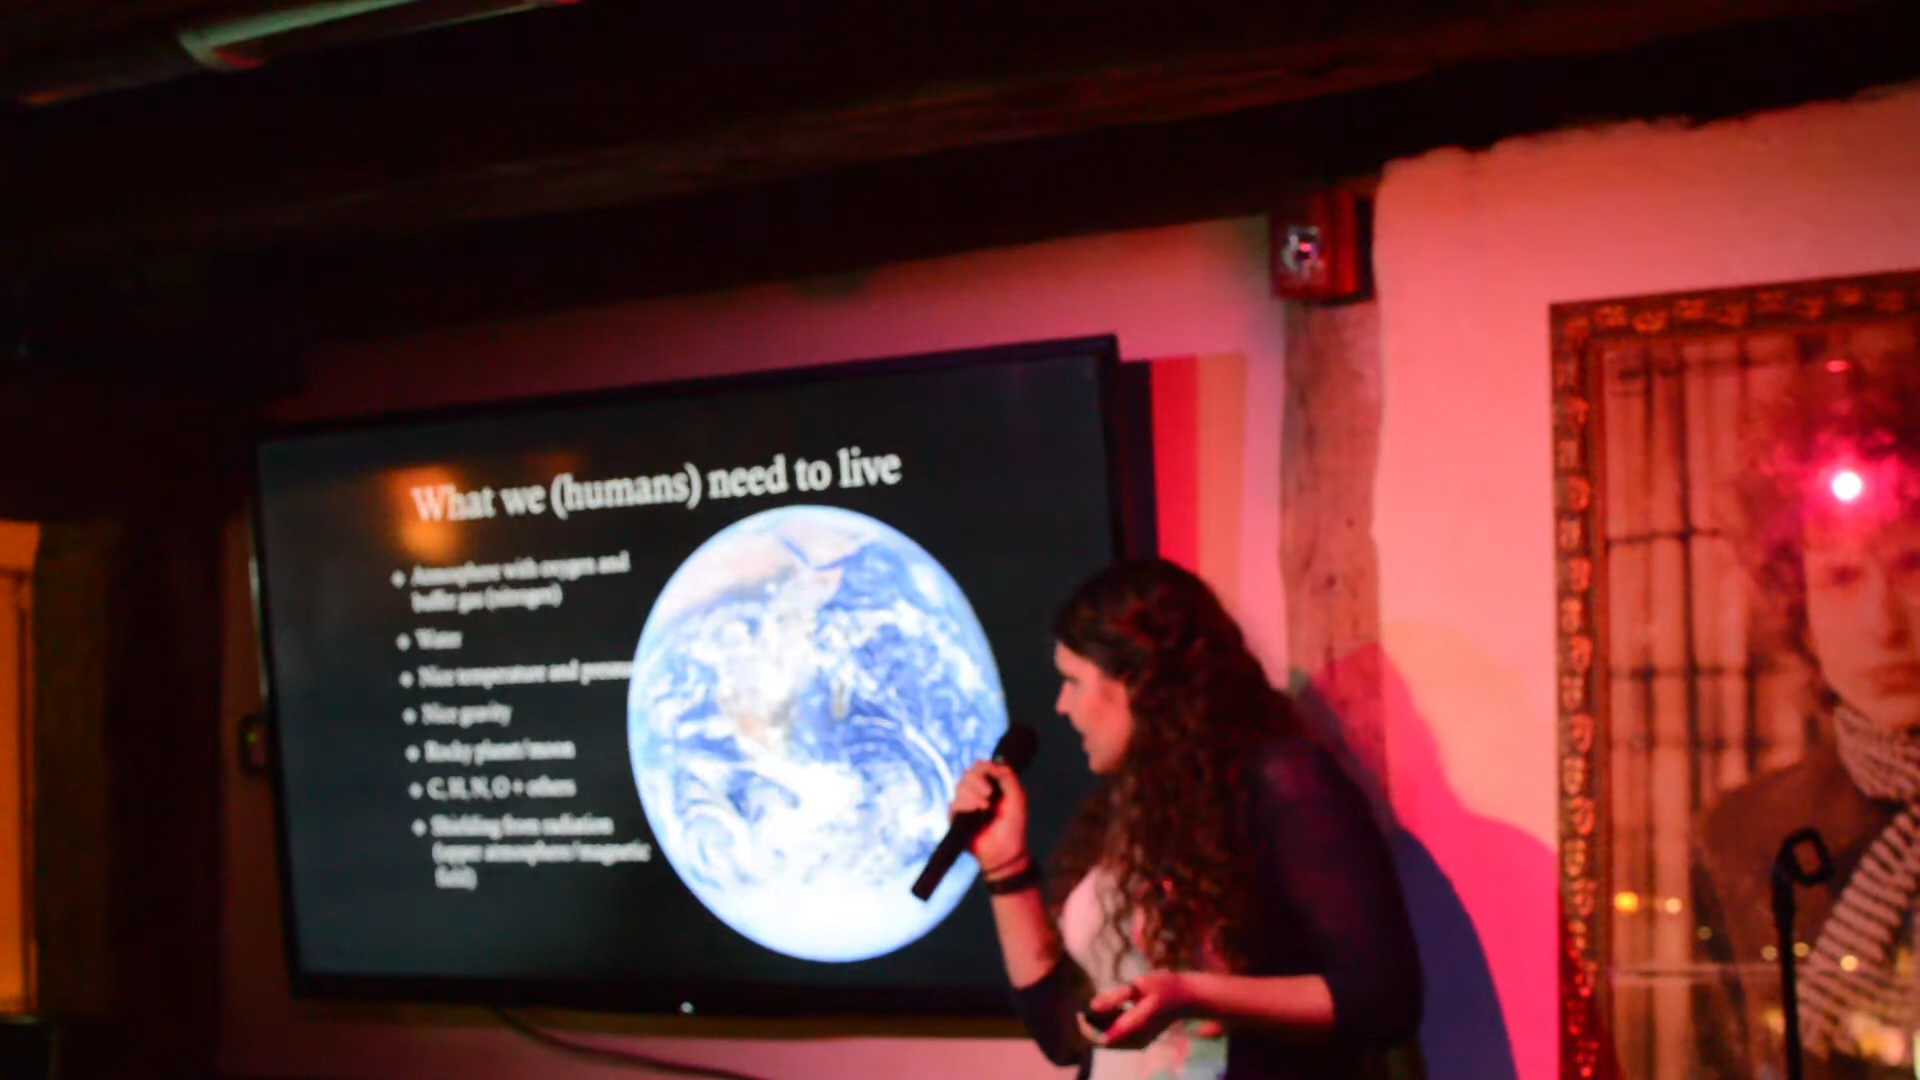 What we (humans) need to live
Atmosphere with oxygen and
buffer gas (nitrogen)
Water
Nice temperature and
Nice gravity
Rocky planet/moon
C, H, N, O + others
Shielding from radiation
(upper atmosphere/magnetic
field)